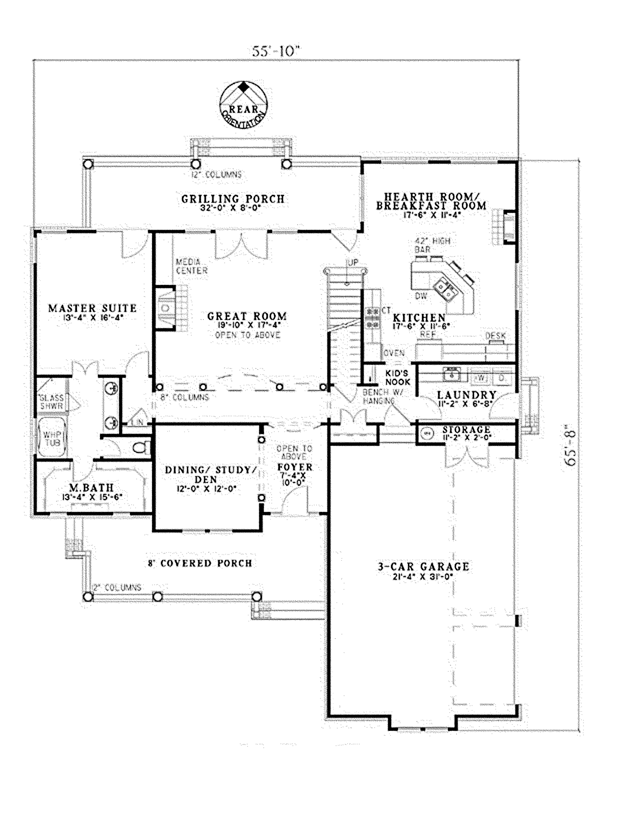 55'-10"
REAR
ORIENTATION
12" COLUMNS
GRILLING PORCH
32'-0" X 8'-0"
HEARTH ROOM/
BREAKFAST ROOM
17'-6" X 11'-4"
42" HIGH
BAR
DW
MEDIA
CENTER
UP
MASTER SUITE
13'-4" X 16'-4"
GREAT ROOM
19'-10" X 17'-4"
OPEN TO ABOVE
CT
KITCHEN
17'-6" X 11'-6"
REF.
DESK
OVEN
KID'S
NOOK
BENCH W/
HANGING
LAUNDRY
11'-2" X 6'-8"
W
D.
GLASS
SHWR
8" COLUMNS
LIN
WHP
TUB
STORAGE
11'-2" X 2'-0"
65'-8"
DINING/ STUDY/
DEN
12'-0" X 12'-0"
OPEN TO
ABOVE
FOYER
7'-4" X
10'-0"
M.BATH
13'-4" X 15'-6"
8' COVERED PORCH
12" COLUMNS
3-CAR GARAGE
21'-4" X 31'-0"